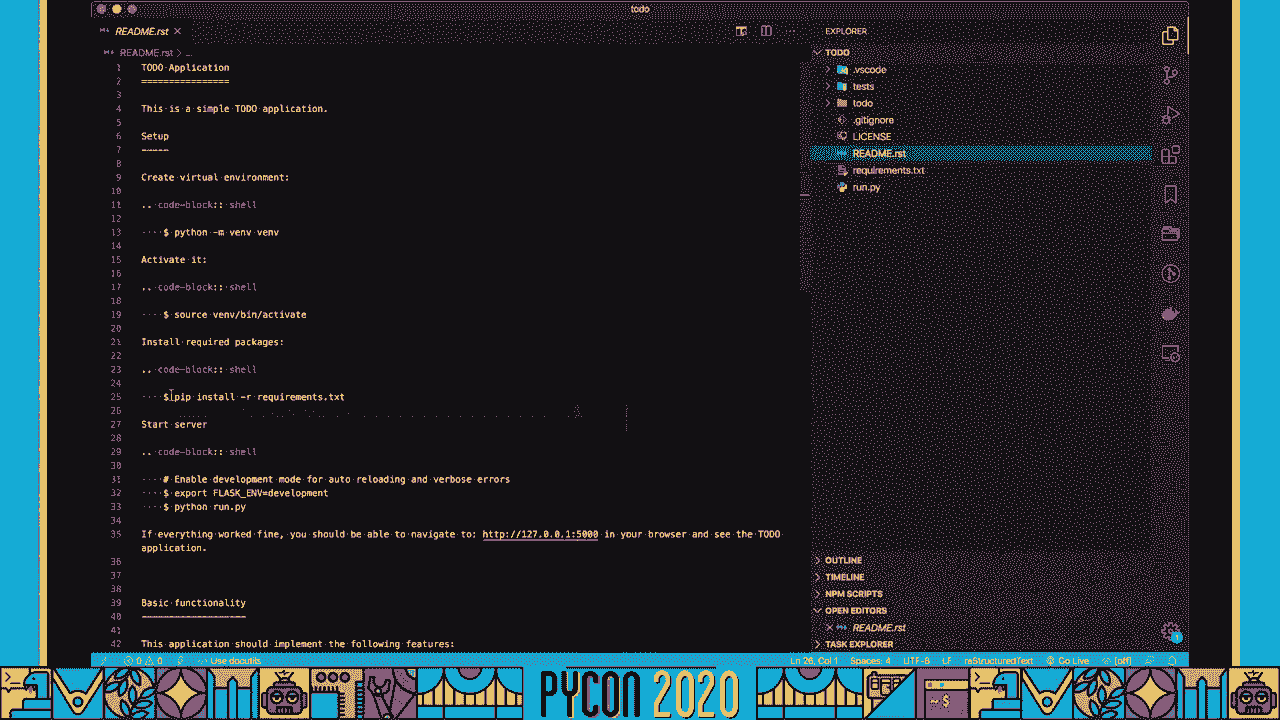 todo
README.rst
README.rst > ...
1 TODO Application
2 ================
3
4 This is a simple TODO application.
5
6 Setup
7 -----
8
9 Create virtual environment:
10
11 .. code-block:: shell
12
13 $ python -m venv venv
14
15 Activate it:
16
17 .. code-block:: shell
18
19 $ source venv/bin/activate
20
21 Install required packages:
22
23 .. code-block:: shell
24
25 $ pip install -r requirements.txt
26
27 Start server
28
29 .. code-block:: shell
30
31 # Enable development mode for auto reloading and verbose errors
32 $ export FLASK_ENV=development
33 $ python run.py
34
35 If everything worked fine, you should be able to navigate to: http://127.0.0.1:5000 in your browser and see the TODO
application.
36
37
38
39 Basic functionality
40 -------------------
41
42 This application should implement the following features:
EXPLORER
TODO
.vscode
tests
todo
.gitignore
LICENSE
README.rst
requirements.txt
run.py
OUTLINE
TIMELINE
NPM SCRIPTS
OPEN EDITORS
README.rst
TASK EXPLORER
1
0 0 Use docutils
Ln 26, Col 1 Spaces: 4 UTF-8 LF reStructuredText Go Live [off]
PYCON 2020
~$